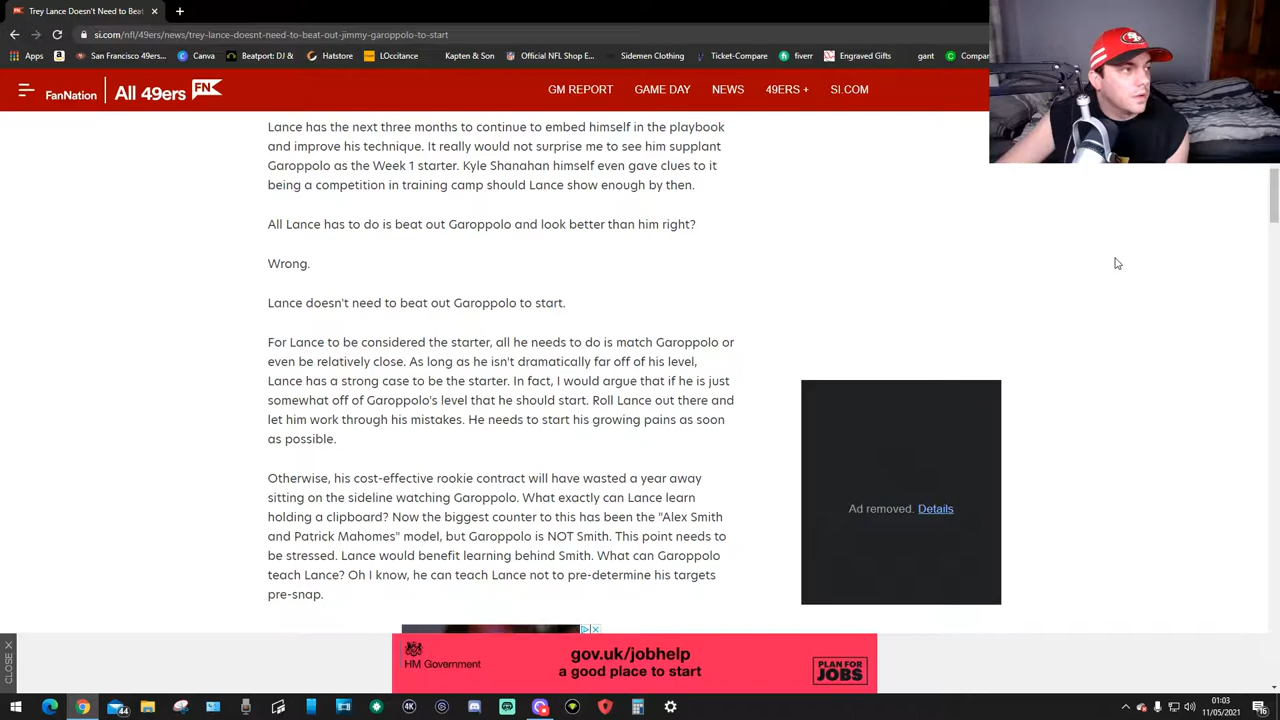 Trey Lance Doesn't Need to Beat
si.com/nfl/49ers/news/trey-lance-doesnt-need-to-beat-out-jimmy-garoppolo-to-start
Apps
San Francisco 49ers...
Canva
Beatport: DJ &
Hatstore
LOccitance
Kapten & Son
Official NFL Shop E...
Sidemen Clothing
Ticket-Compare
fiverr
Engraved Gifts
gant
Comp
FanNation
All 49ers FN
GM REPORT
GAME DAY
NEWS
49ERS +
SI.COM
Lance has the next three months to continue to embed himself in the playbook
and improve his technique. It really would not surprise me to see him supplant
Garoppolo as the Week 1 starter. Kyle Shanahan himself even gave clues to it
being a competition in training camp should Lance show enough by then.
All Lance has to do is beat out Garoppolo and look better than him right?
Wrong.
Lance doesn't need to beat out Garoppolo to start.
For Lance to be considered the starter, all he needs to do is match Garoppolo or
even be relatively close. As long as he isn't dramatically far off of his level,
Lance has a strong case to be the starter. In fact, I would argue that if he is just
somewhat off of Garoppolo's level that he should start. Roll Lance out there and
let him work through his mistakes. He needs to start his growing pains as soon
as possible.
Otherwise, his cost-effective rookie contract will have wasted a year away
sitting on the sideline watching Garoppolo. What exactly can Lance learn
holding a clipboard? Now the biggest counter to this has been the "Alex Smith
and Patrick Mahomes" model, but Garoppolo is NOT Smith. This point needs to
be stressed. Lance would benefit learning behind Smith. What can Garoppolo
teach Lance? Oh I know, he can teach Lance not to pre-determine his targets
pre-snap.
Ad removed. Details
CLOSE X
HM Government
gov.uk/jobhelp
a good place to start
PLAN FOR
JOBS
44
4K
01:03
11/05/2021
16